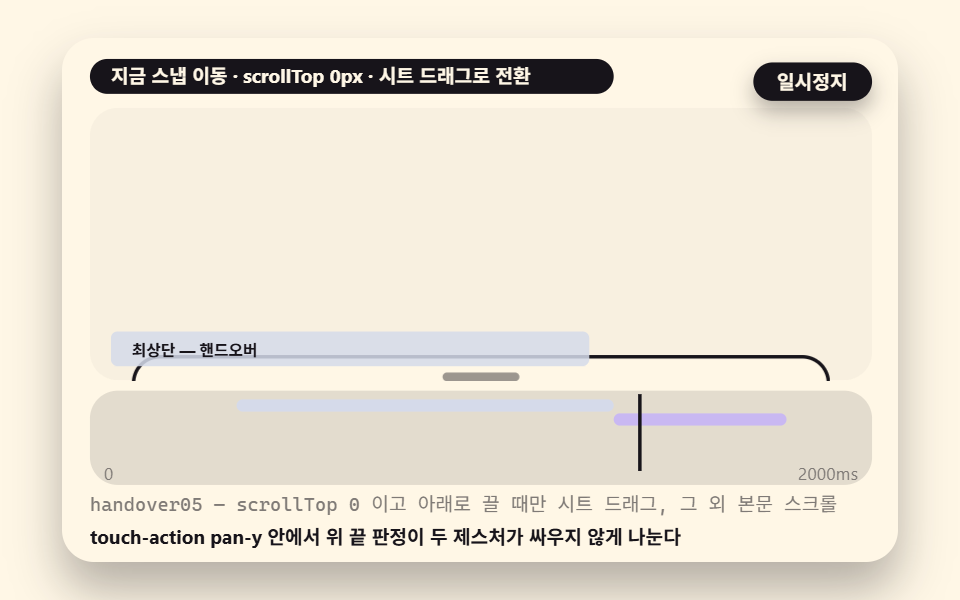 지금 스냅 이동 · scrollTop 0px · 시트 드래그로 전환
일시정지
최상단 — 핸드오버
0
2000ms
handover05 — scrollTop 0 이고 아래로 끌 때만 시트 드래그, 그 외 본문 스크롤
touch-action pan-y 안에서 위 끝 판정이 두 제스처가 싸우지 않게 나눈다